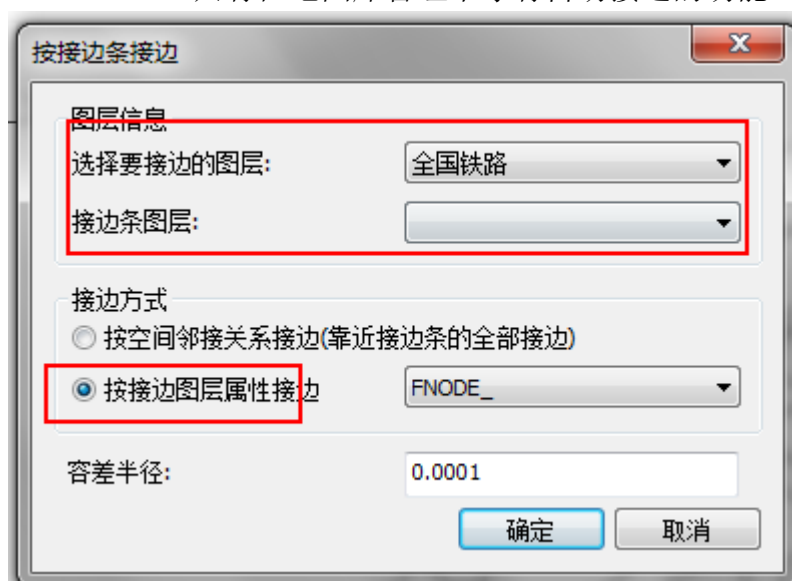 按接边条接边
图层信息
选择要接边的图层: 全国铁路
接边条图层:
接边方式
按空间邻接关系接边(靠近接边条的全部接边)
按接边图层属性接边 FNODE_
容差半径: 0.0001
确定 取消